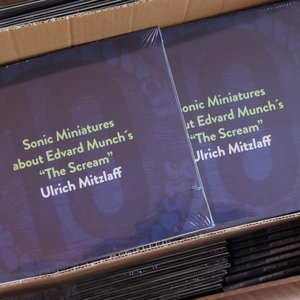 Sonic Miniatures
about Edvard Munch´s
“The Scream”
Ulrich Mitzlaff
Sonic Miniatures
about Edvard Munch´s
“The Scream”
Ulrich Mitzlaff